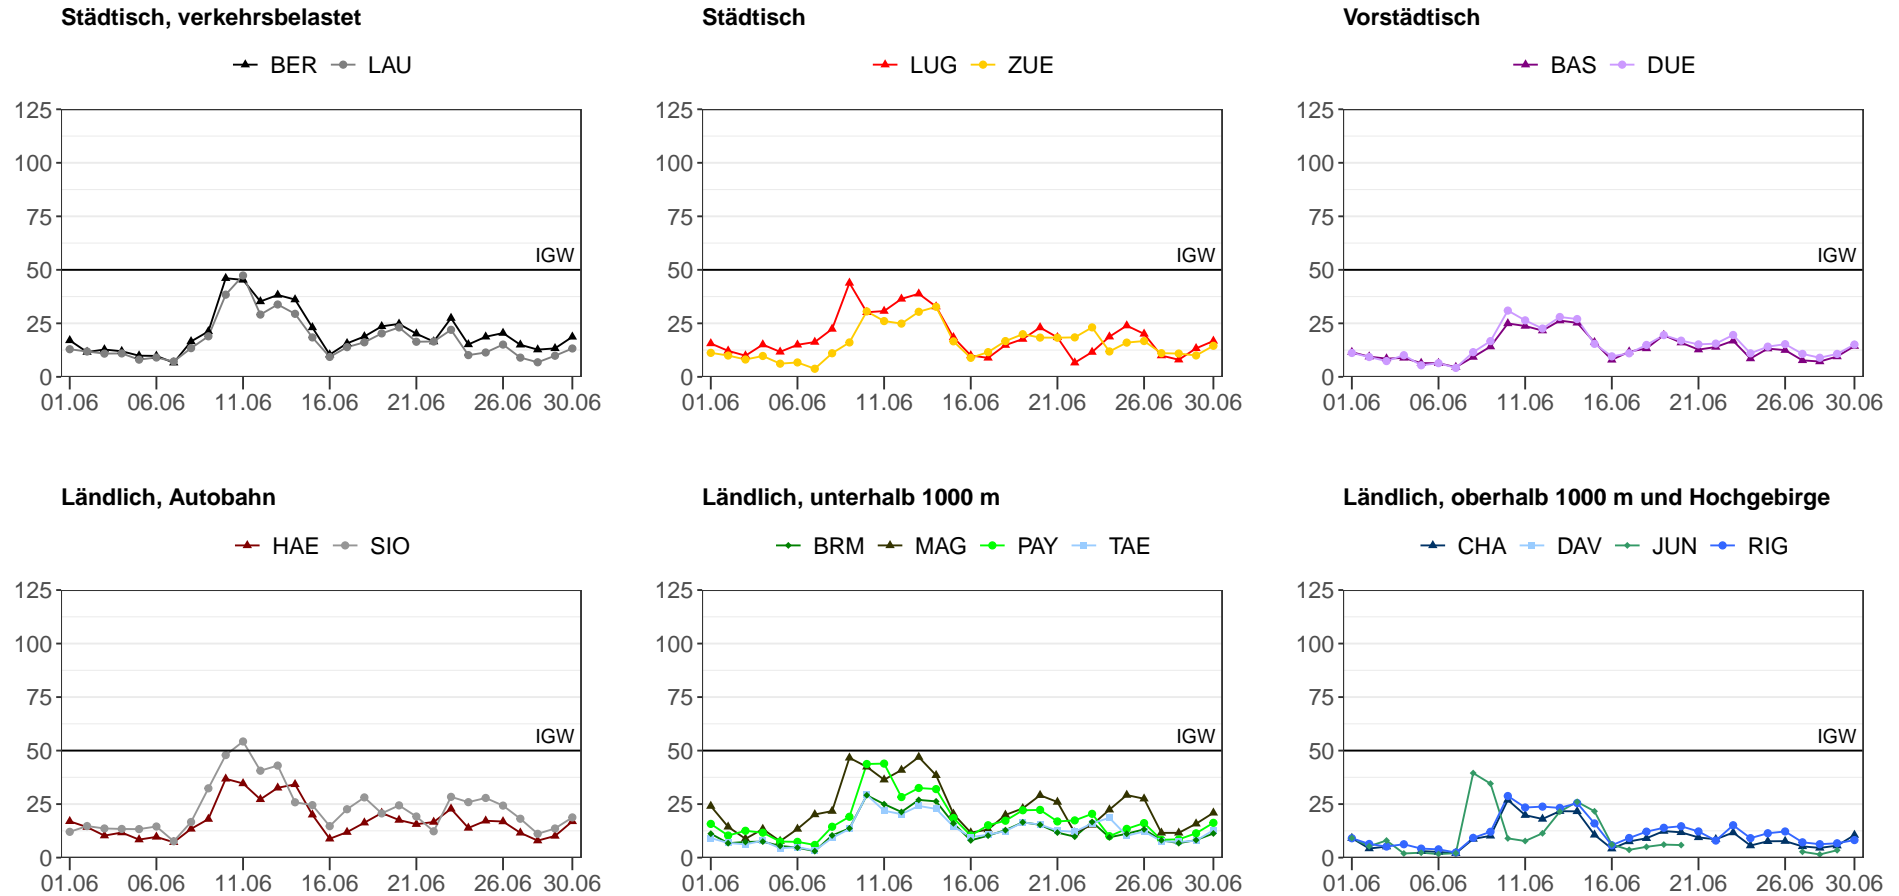 Städtisch, verkehrsbelastet
BER LAU
125
100
75
50
25
0
IGW
01.06 06.06 11.06 16.06 21.06 26.06 30.06
Städtisch
LUG ZUE
125
100
75
50
25
0
IGW
01.06 06.06 11.06 16.06 21.06 26.06 30.06
Vorstädtisch
BAS DUE
125
100
75
50
25
0
IGW
01.06 06.06 11.06 16.06 21.06 26.06 30.06
Ländlich, Autobahn
HAE SIO
125
100
75
50
25
0
IGW
01.06 06.06 11.06 16.06 21.06 26.06 30.06
Ländlich, unterhalb 1000 m
BRM MAG PAY TAE
125
100
75
50
25
0
IGW
01.06 06.06 11.06 16.06 21.06 26.06 30.06
Ländlich, oberhalb 1000 m und Hochgebirge
CHA DAV JUN RIG
125
100
75
50
25
0
IGW
01.06 06.06 11.06 16.06 21.06 26.06 30.06